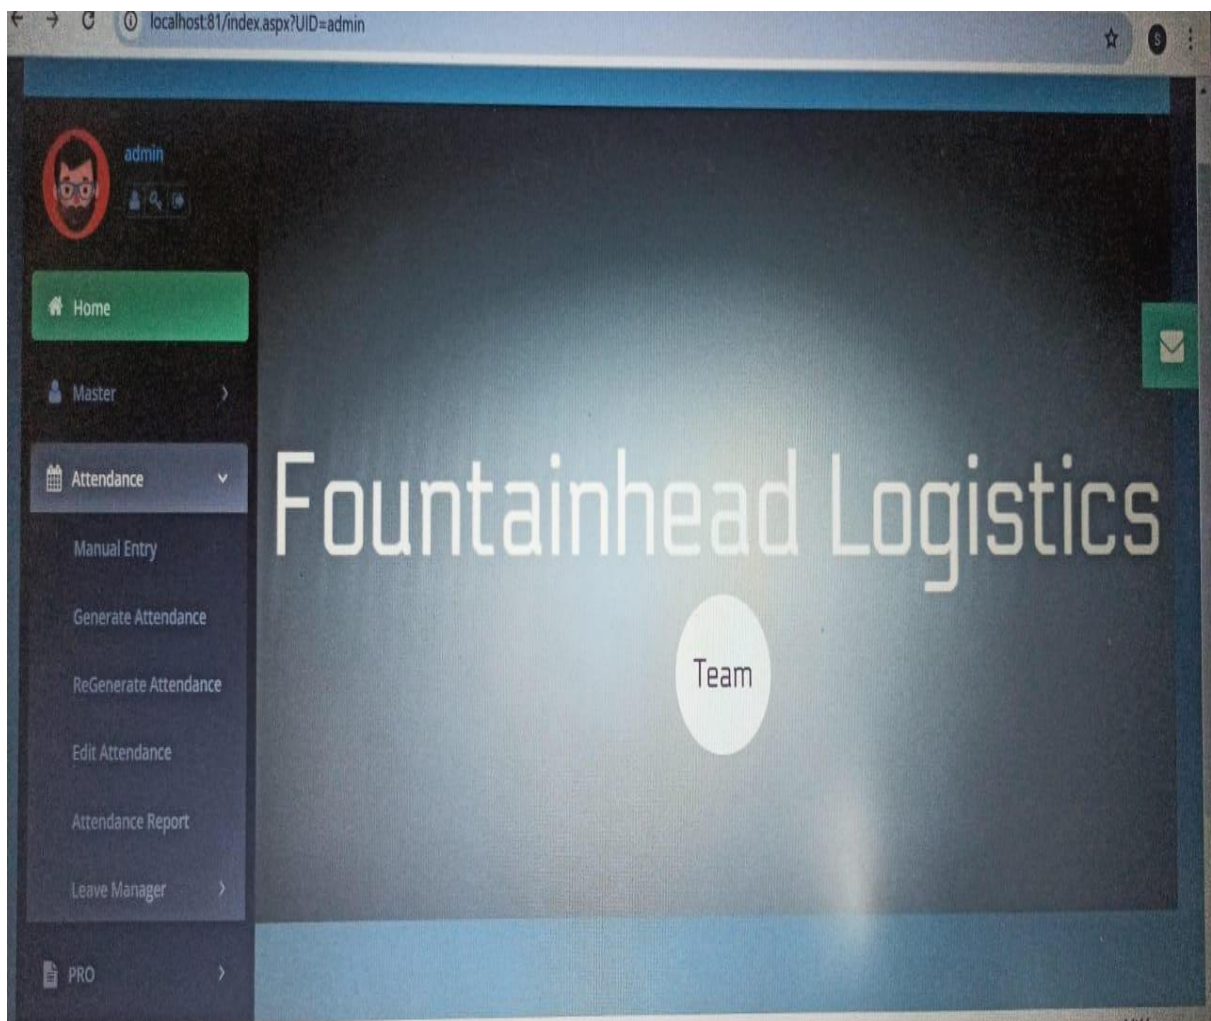 localhost:81/index.aspx?UID=admin
S
admin
Home
Master
Attendance
Manual Entry
Generate Attendance
ReGenerate Attendance
Edit Attendance
Attendance Report
Leave Manager
PRO
Fountainhead Logistics
Team